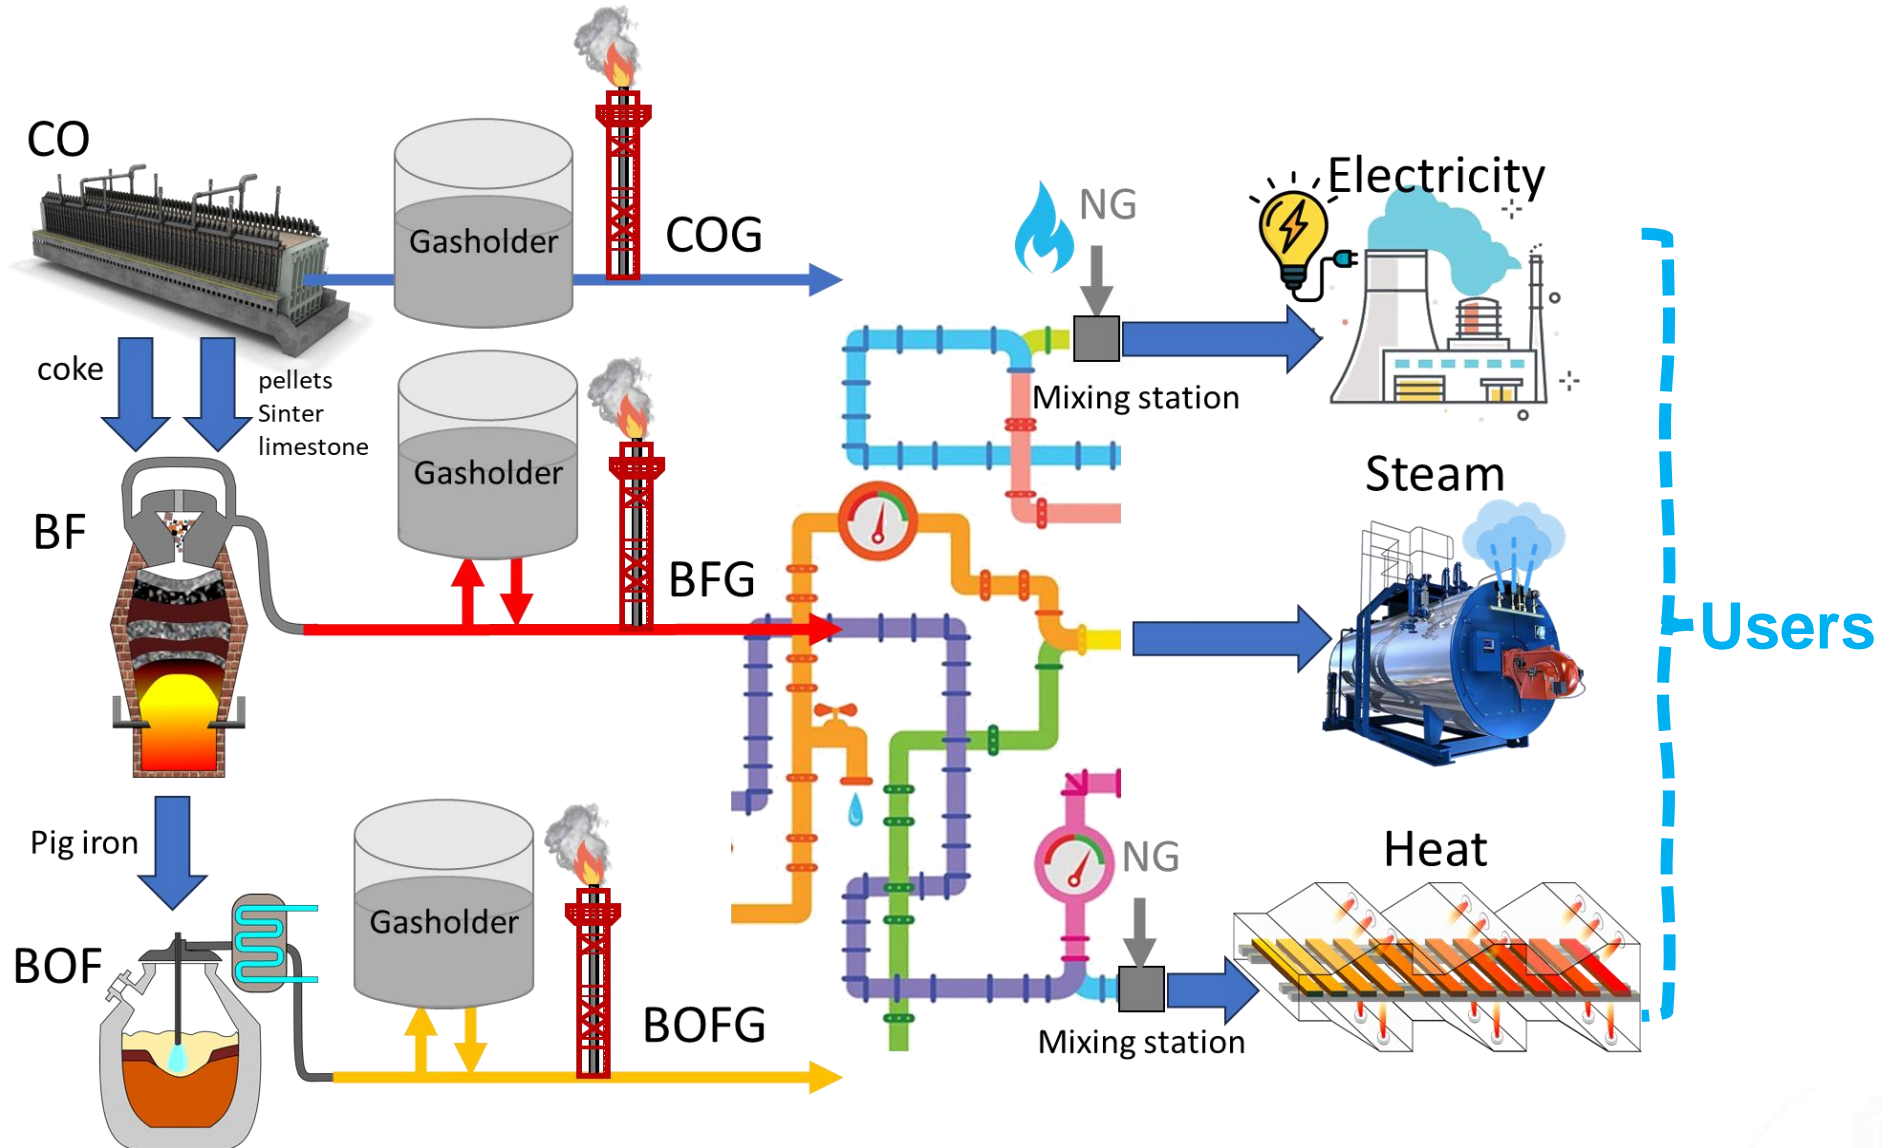 CO
Gasholder
COG
NG
Electricity
Mixing station
coke
pellets
Sinter
limestone
Gasholder
BF
BFG
Steam
Users
Pig iron
Gasholder
NG
Heat
BOF
BOFG
Mixing station